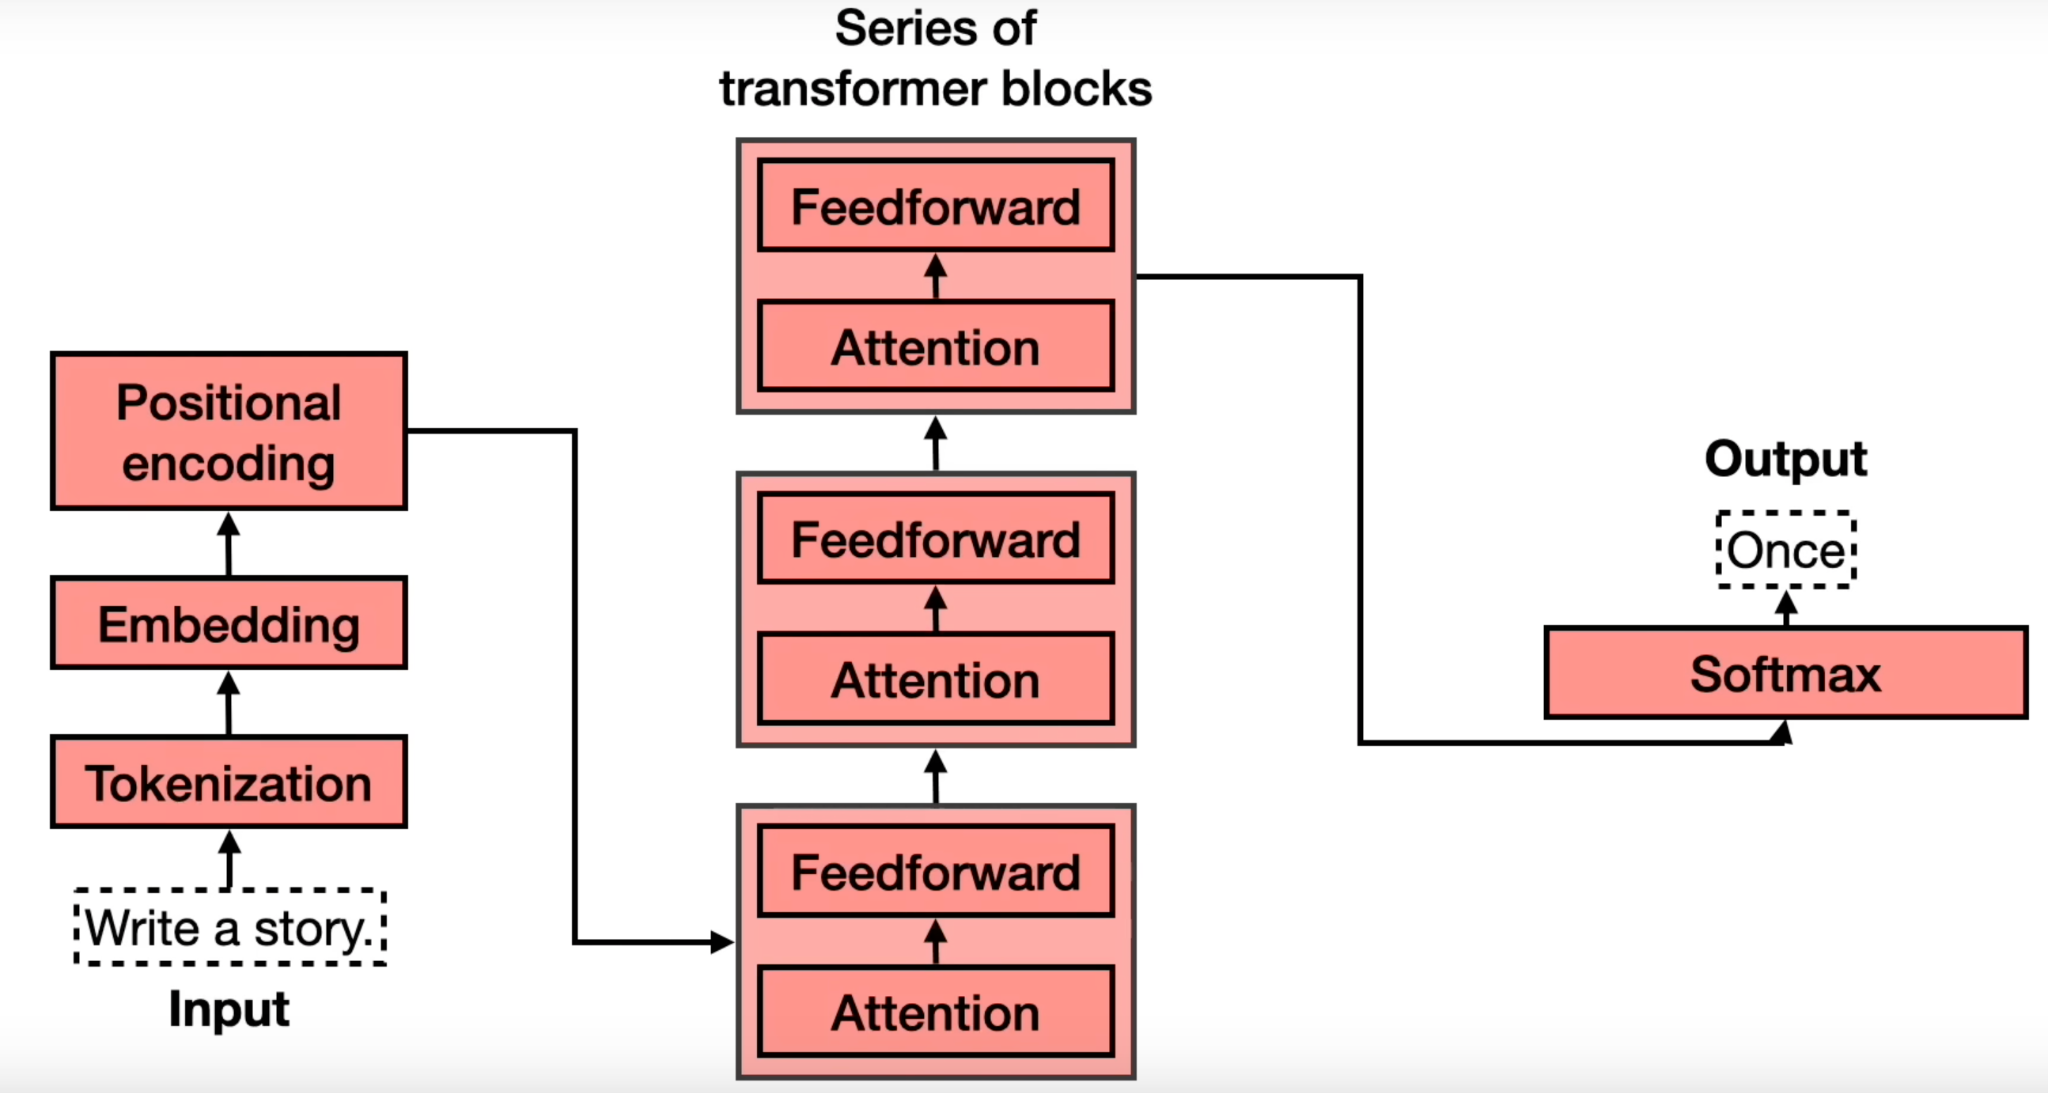 Series of
transformer blocks
Positional
encoding
Embedding
Tokenization
Write a story.
Input
Feedforward
Attention
Feedforward
Attention
Feedforward
Attention
Output
Once
Softmax